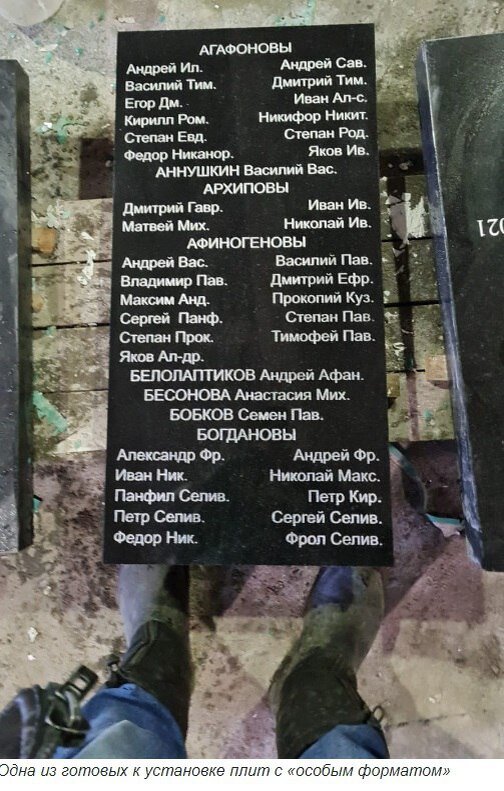 АГАФОНОВЫ
Андрей Ил. Андрей Сав.
Василий Тим. Дмитрий Тим.
Егор Дм. Иван Ал-с.
Кирилл Ром. Никифор Никит.
Степан Евд. Степан Род.
Федор Никанор. Яков Ив.
АННУШКИН Василий Вас.
АРХИПОВЫ
Дмитрий Гавр. Иван Ив.
Матвей Мих. Николай Ив.
АФИНОГЕНОВЫ
Андрей Вас. Василий Пав.
Владимир Пав. Дмитрий Ефр.
Максим Анд. Прокопий Куз.
Сергей Панф. Степан Пав.
Степан Прок. Тимофей Пав.
Яков Ал-др.
БЕЛОЛАПТИКОВ Андрей Афан.
БЕСОНОВА Анастасия Мих.
БОБКОВ Семен Пав.
БОГДАНОВЫ
Александр Фр. Андрей Фр.
Иван Ник. Николай Макс.
Панфил Селив. Петр Кир.
Петр Селив. Сергей Селив.
Федор Ник. Фрол Селив.
Одна из готовых к установке плит с «особым форматом»